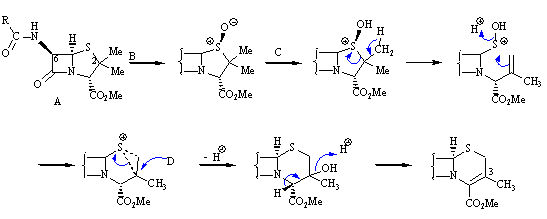 R H N H S Me Me
C 6 2
O O N
A CO₂Me
B
O⊖ S⊕ Me Me N CO₂Me
C
OH H S⊕ CH₂ Me N CO₂Me
H⊕ OH S⊕ N CH₃ CO₂Me
S⊕ D N CH₃ CO₂Me
- H⊕
H S H⊕ OH N CH₃ H CO₂Me
H S 3 N CH₃ CO₂Me